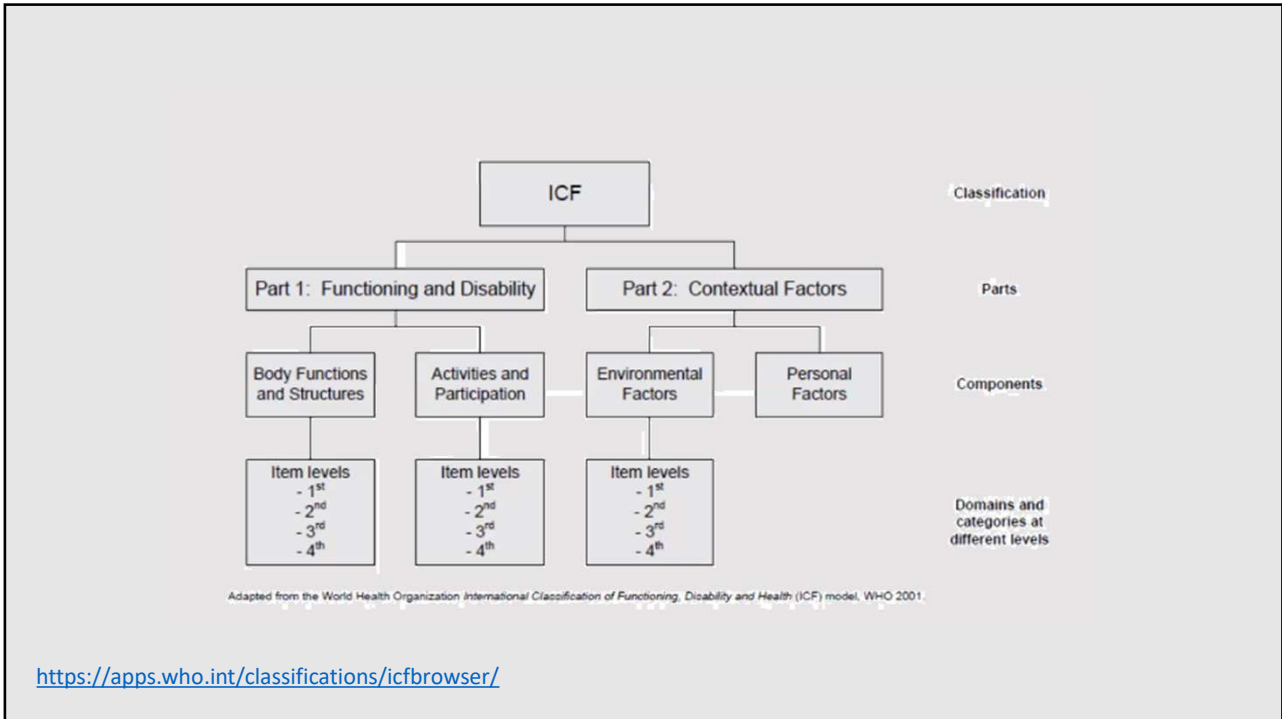 ICF
Classification
Part 1: Functioning and Disability
Part 2: Contextual Factors
Parts
Body Functions
and Structures
Activities and
Participation
Environmental
Factors
Personal
Factors
Components
Item levels
- 1st
- 2nd
- 3rd
- 4th
Item levels
- 1st
- 2nd
- 3rd
- 4th
Item levels
- 1st
- 2nd
- 3rd
- 4th
Domains and
categories at
different levels
Adapted from the World Health Organization International Classification of Functioning, Disability and Health (ICF) model, WHO 2001.
https://apps.who.int/classifications/icfbrowser/